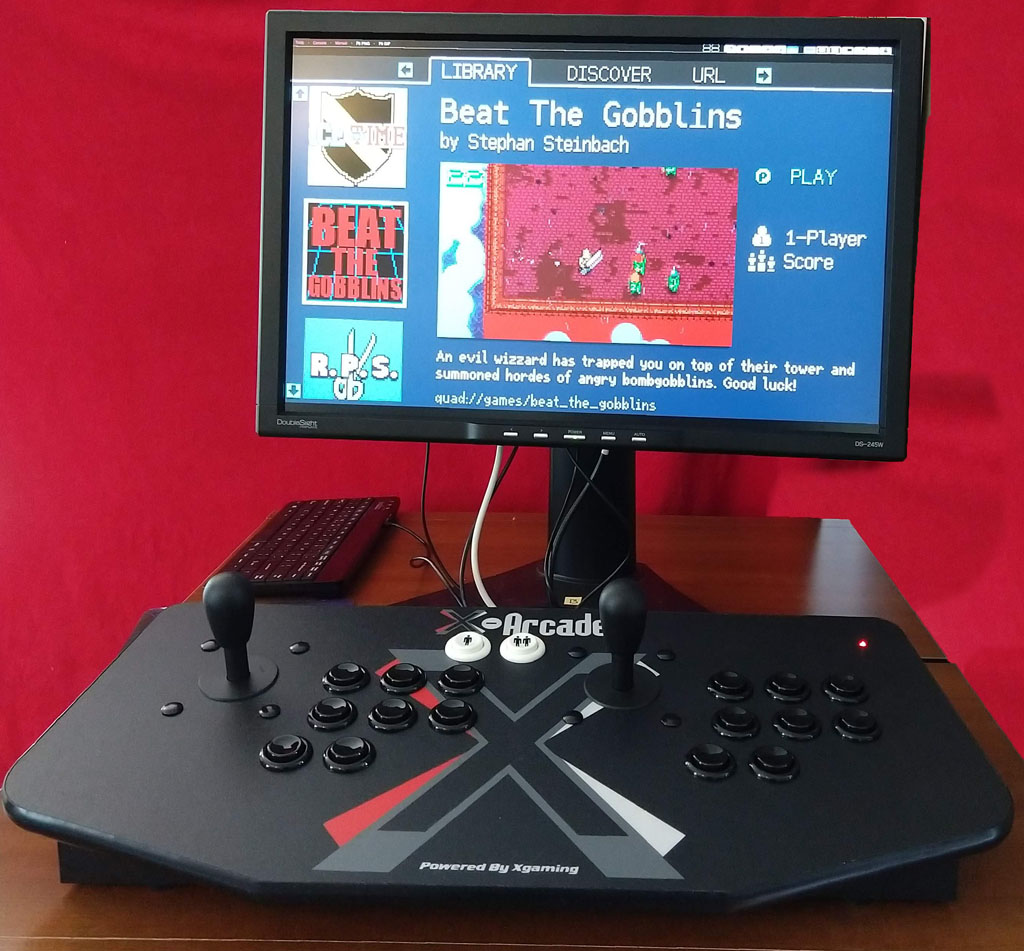 LIBRARY DISCOVER URL
Beat The Gobblins
by Stephan Steinbach
BEAT
THE
GOBBLINS
R.P.S.
22
PLAY
1-Player
Score
An evil wizzard has trapped you on top of their tower and
summoned hordes of angry bombgobblins. Good luck!
quad://games/beat_the_gobblins
DoubleSight
POWER
MENU
AUTO
DS-245W
X-Arcade
Powered By Xgaming